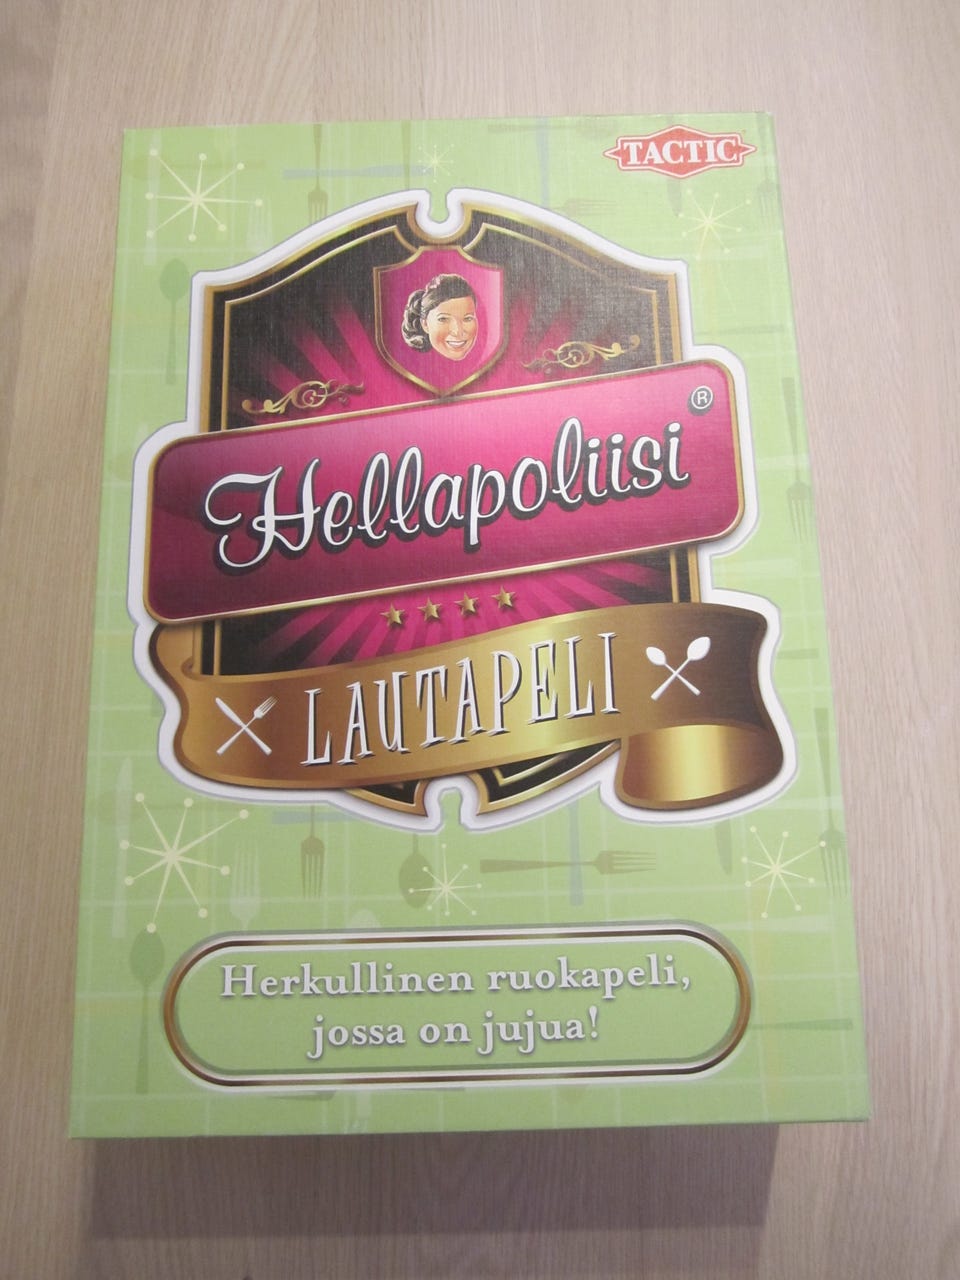 TACTIC
Hellapoliisi®
LAUTAPELI
Herkullinen ruokapeli,
jossa on jujua!